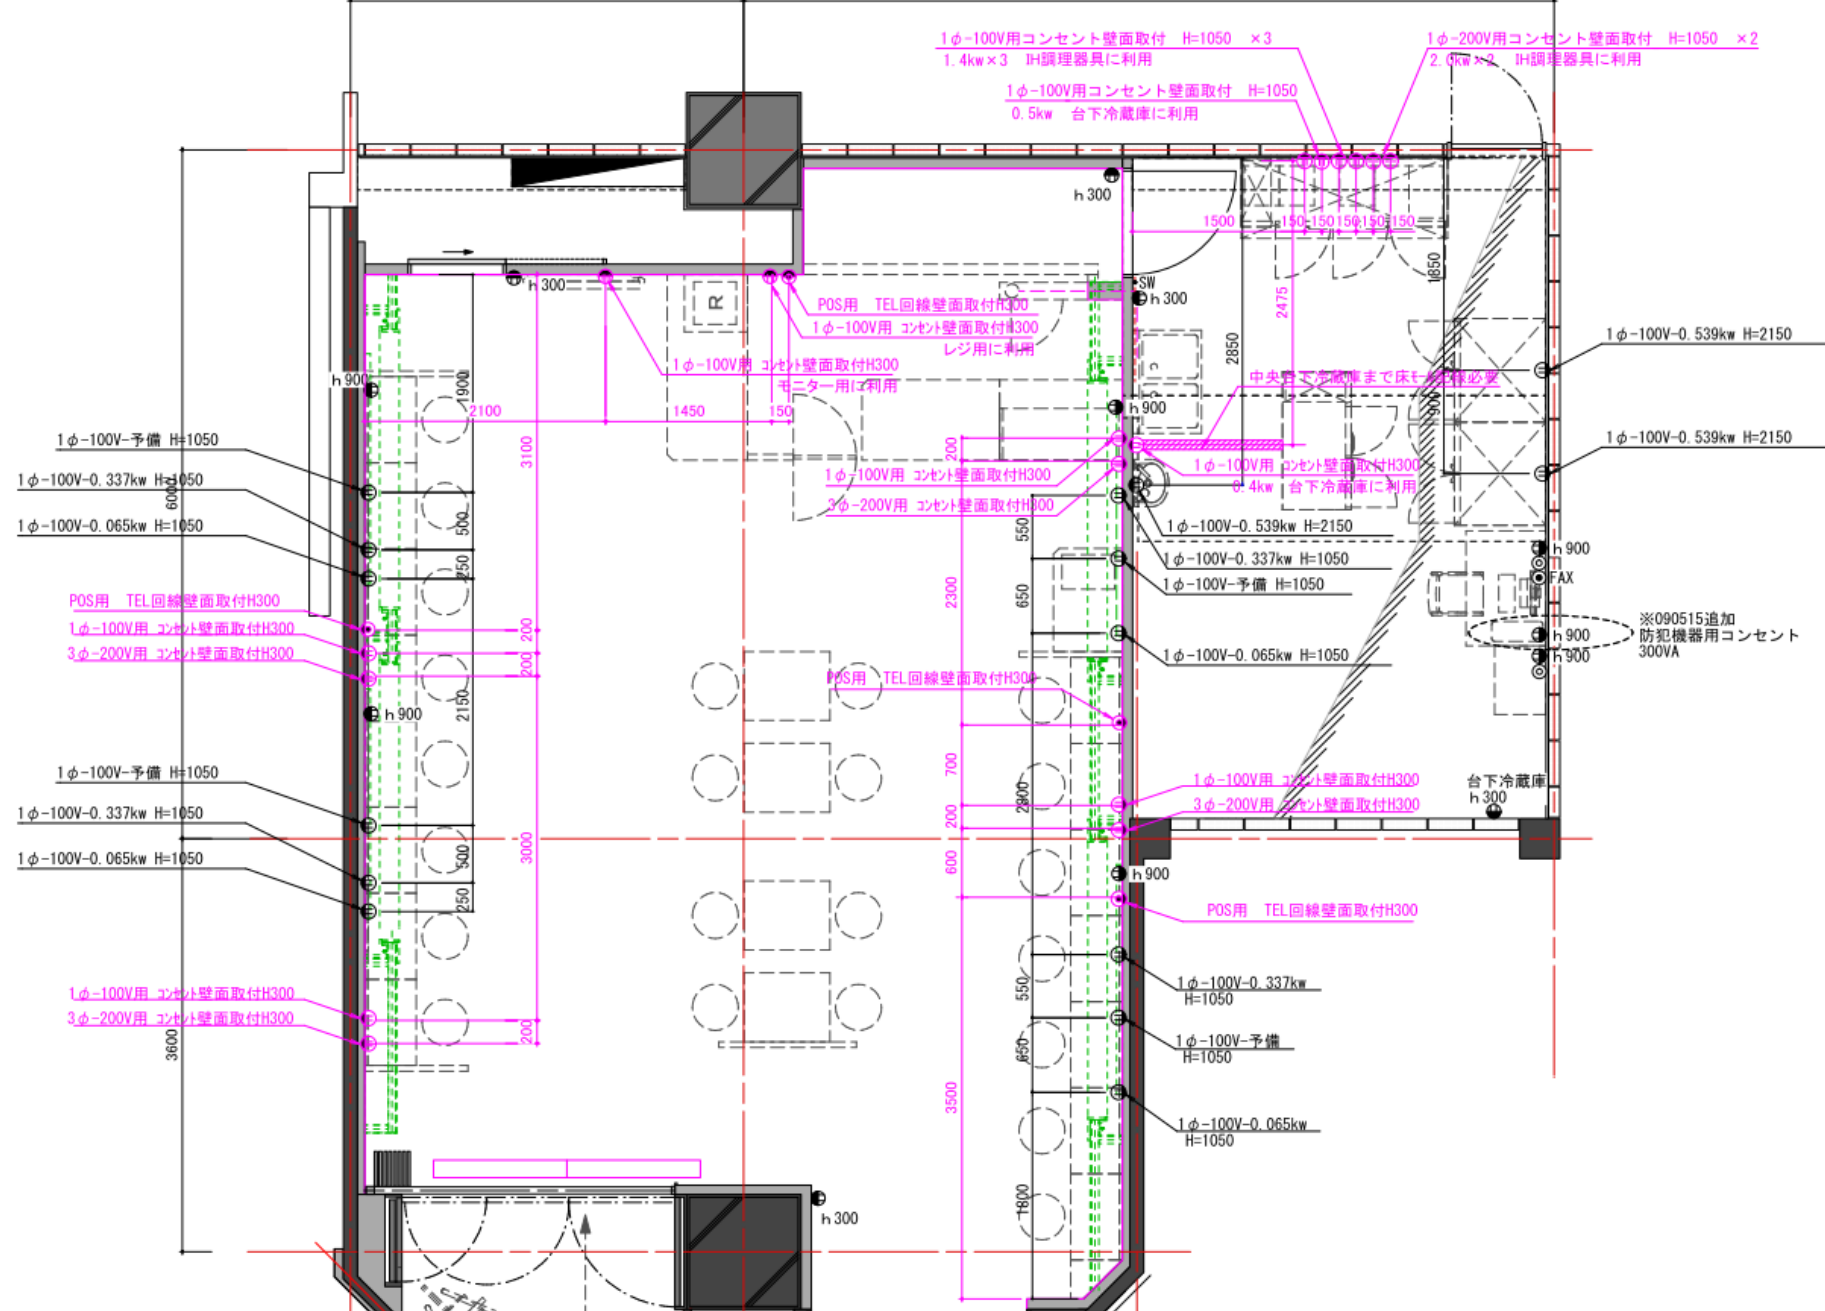 1φ-100V用コンセント壁面取付　H=1050　×3
1.4kw×3　IH調理器具に利用
1φ-200V用コンセント壁面取付　H=1050　×2
IH調理器具に利用
1φ-100V用コンセント壁面取付　H=1050
0.5kw　台下冷蔵庫に利用
h300
1500
150
150
150
150
150
SW
h300
h300
R
POS用　TEL回線壁面取付H300
1φ-100V用 コンセント壁面取付H300
レジ用に利用
1φ-100V用 コンセント壁面取付H300
モニター用に利用
2475
1850
2850
1φ-100V-0.539kw H=2150
h900
1900
2100
1450
150
中央台下冷蔵庫まで床モール配線必要
900
h900
1φ-100V-予備 H=1050
3100
200
1φ-100V-0.539kw H=2150
1φ-100V-0.337kw H=1050
6000
1φ-100V用 コンセント壁面取付H300
1φ-100V用 コンセント壁面取付H300
0.4kw　台下冷蔵庫に利用
3φ-200V用 コンセント壁面取付H300
1φ-100V-0.065kw H=1050
500
550
1φ-100V-0.539kw H=2150
250
1φ-100V-0.337kw H=1050
h900
FAX
650
2300
1φ-100V-予備 H=1050
POS用　TEL回線壁面取付H300
1φ-100V用 コンセント壁面取付H300
200
※090515追加
防犯機器用コンセント
300VA
h900
3φ-200V用 コンセント壁面取付H300
200
1φ-100V-0.065kw H=1050
h900
POS用　TEL回線壁面取付H300
h900
2150
1φ-100V-予備 H=1050
700
1φ-100V用 コンセント壁面取付H300
台下冷蔵庫
h300
1φ-100V-0.337kw H=1050
200
3φ-200V用 コンセント壁面取付H300
1φ-100V-0.065kw H=1050
500
3000
600
h900
250
POS用　TEL回線壁面取付H300
1φ-100V用 コンセント壁面取付H300
550
1φ-100V-0.337kw
H=1050
3φ-200V用 コンセント壁面取付H300
200
3600
650
1φ-100V-予備
H=1050
3500
1φ-100V-0.065kw
H=1050
1800
h300